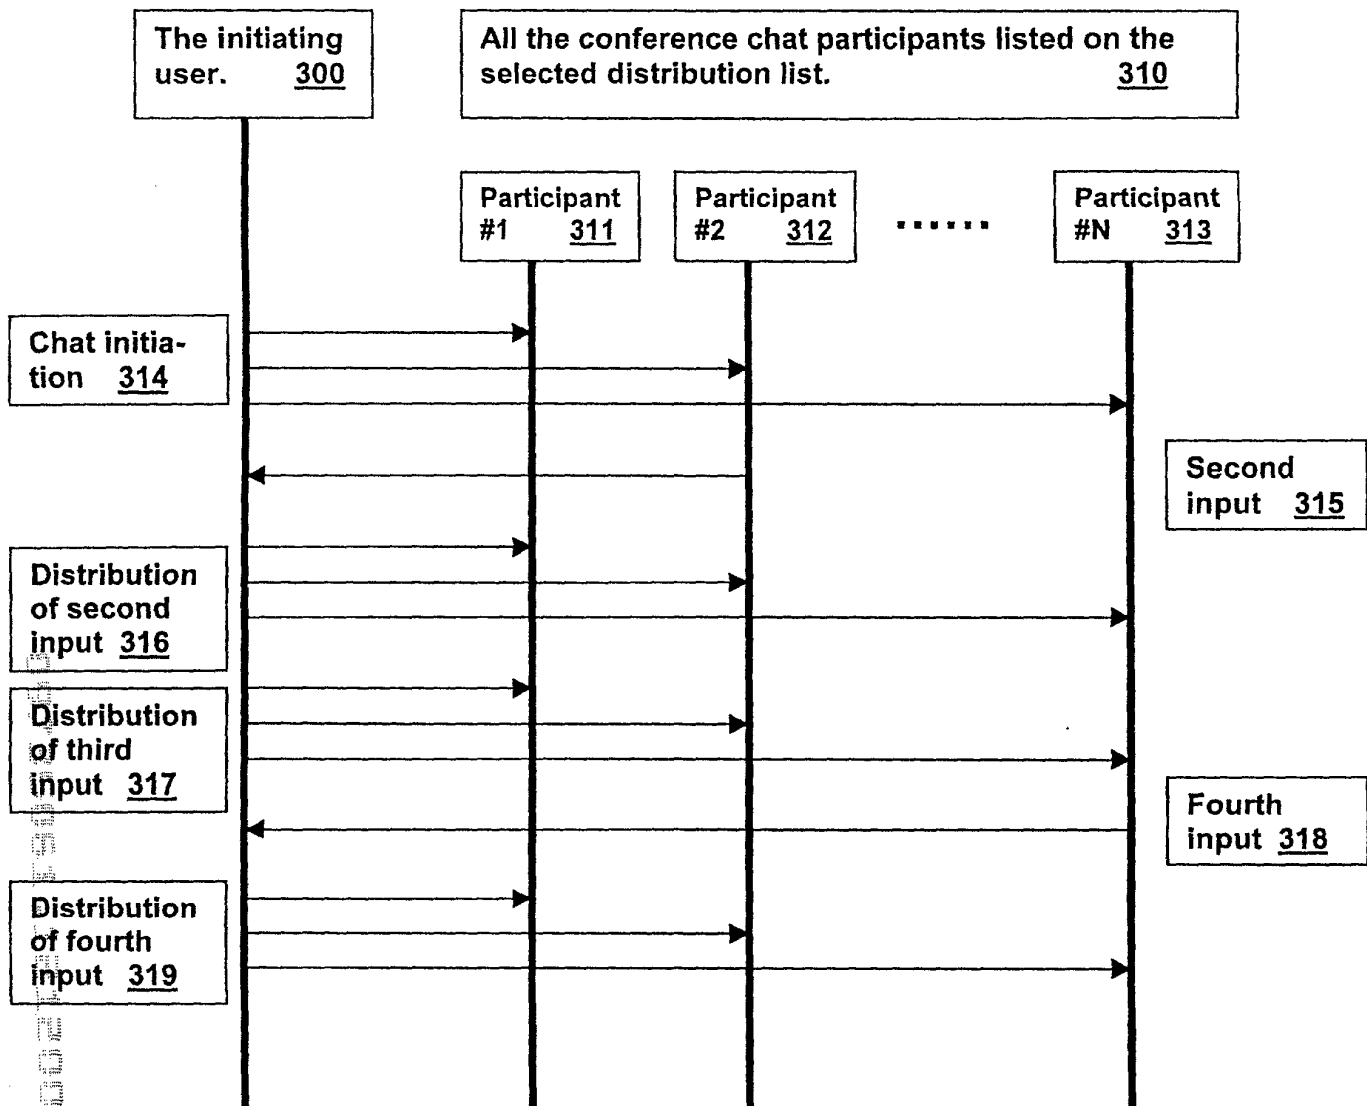 The initiating
user. 300
All the conference chat participants listed on the
selected distribution list. 310
Participant
#1 311
Participant
#2 312
......
Participant
#N 313
Chat initia-
tion 314
Second
input 315
Distribution
of second
input 316
Distribution
of third
input 317
Fourth
input 318
Distribution
of fourth
input 319